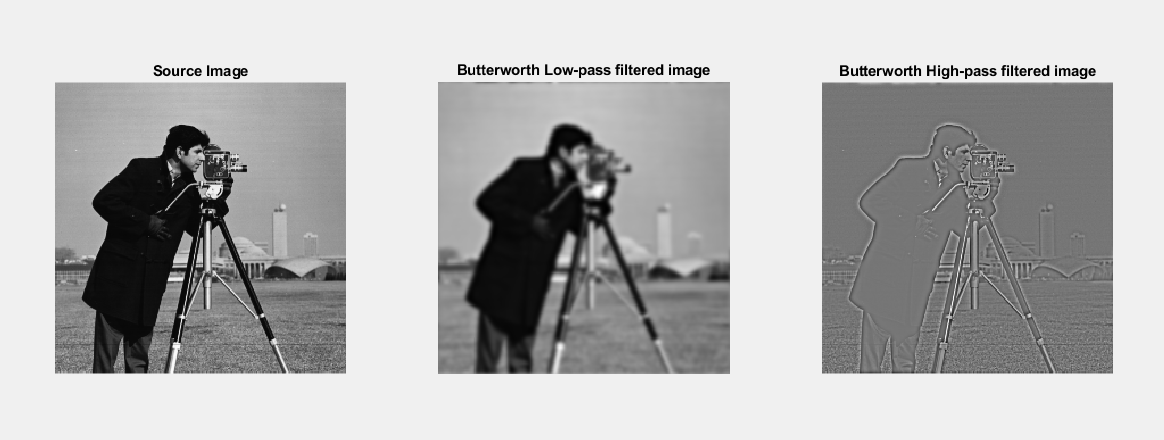 Source Image
Butterworth Low-pass filtered image
Butterworth High-pass filtered image